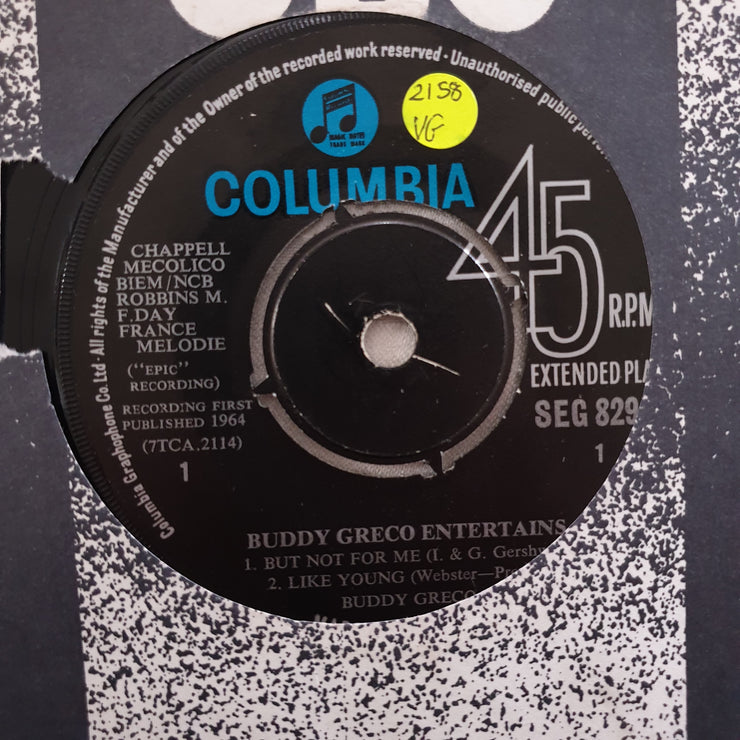 Columbia Graphophone Co. Ltd · All rights of the Manufacturer and of the Owner of the recorded work reserved · Unauthorised public
MAGIC NOTES
TRADE MARK
2158
VG
COLUMBIA
45
R.P.M
EXTENDED PLA
SEG 829
1
CHAPPELL
MECOLICO
BIEM/NCB
ROBBINS M.
F.DAY
FRANCE
MELODIE
("EPIC"
RECORDING)
RECORDING FIRST
PUBLISHED 1964
(7TCA.2114)
1
BUDDY GRECO ENTERTAINS
1. BUT NOT FOR ME (I. & G. Gershw
2. LIKE YOUNG (Webster—Pre
BUDDY GRECO